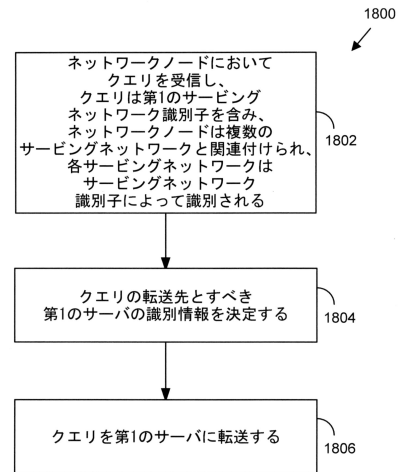 1800
ネットワークノードにおいて
クエリを受信し、
クエリは第1のサービング
ネットワーク識別子を含み、
ネットワークノードは複数の
サービングネットワークと関連付けられ、
各サービングネットワークは
サービングネットワーク
識別子によって識別される
1802
クエリの転送先とすべき
第1のサーバの識別情報を決定する
1804
クエリを第1のサーバに転送する
1806